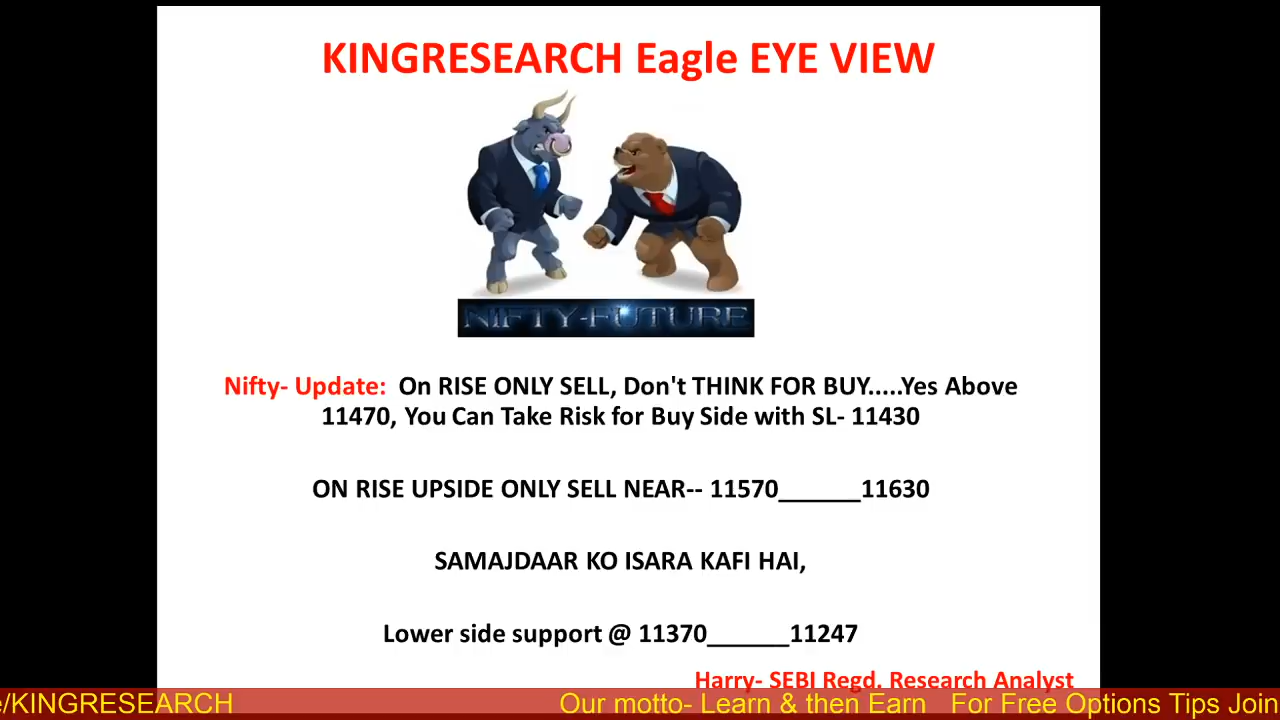 KINGRESEARCH Eagle EYE VIEW
NIFTY-FUTURE
Nifty- Update:  On RISE ONLY SELL, Don't THINK FOR BUY.....Yes Above
11470, You Can Take Risk for Buy Side with SL- 11430
ON RISE UPSIDE ONLY SELL NEAR-- 11570______11630
SAMAJDAAR KO ISARA KAFI HAI,
Lower side support @ 11370______11247
Harry- SEBI Regd. Research Analyst
e/KINGRESEARCH Our motto- Learn & then Earn For Free Options Tips Join